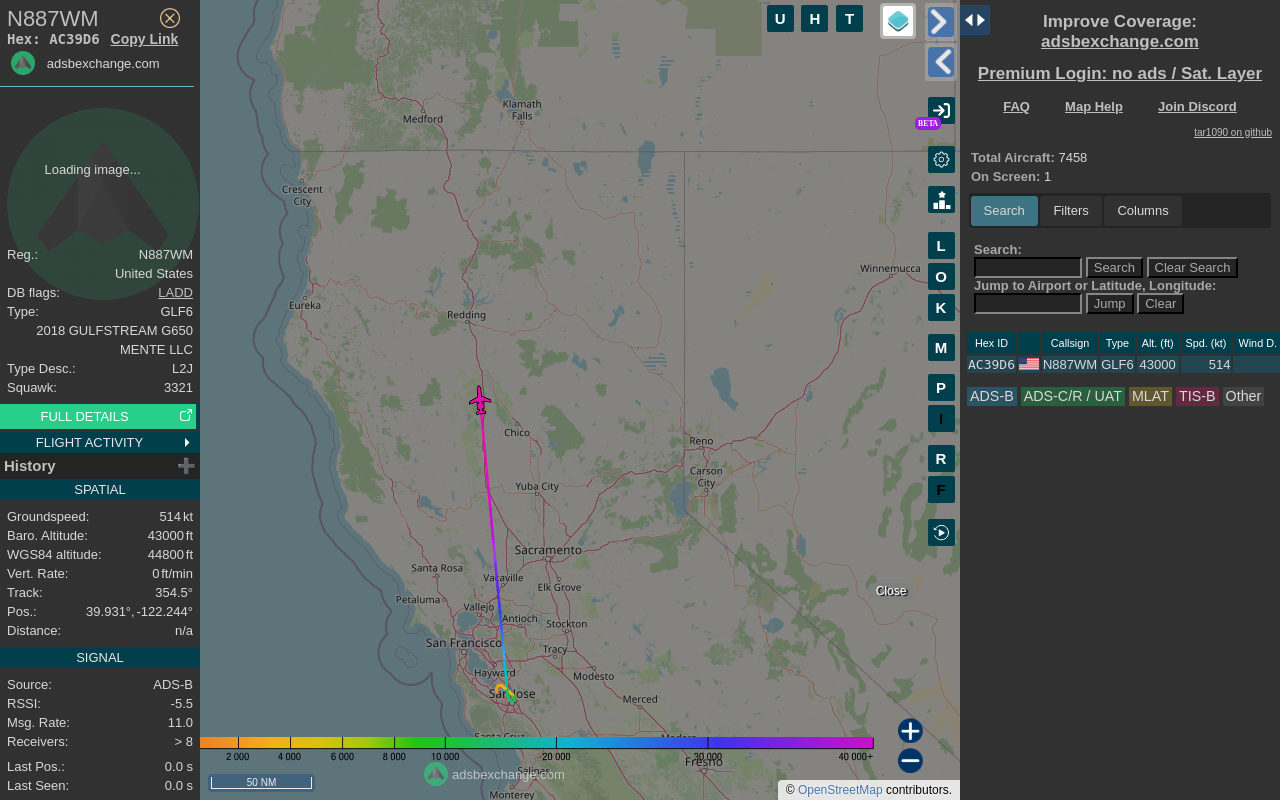 N887WM
Hex: AC39D6 Copy Link
adsbexchange.com
Loading image...
Reg.: N887WM
United States
DB flags: LADD
Type: GLF6
2018 GULFSTREAM G650
MENTE LLC
Type Desc.: L2J
Squawk: 3321
FULL DETAILS
FLIGHT ACTIVITY
History
SPATIAL
Groundspeed: 514 kt
Baro. Altitude: 43000 ft
WGS84 altitude: 44800 ft
Vert. Rate: 0 ft/min
Track: 354.5°
Pos.: 39.931°, -122.244°
Distance: n/a
SIGNAL
Source: ADS-B
RSSI: -5.5
Msg. Rate: 11.0
Receivers: > 8
Last Pos.: 0.0 s
Last Seen: 0.0 s
U H T
BETA
L
O
K
M
P
I
R
F
Medford
Klamath
Falls
Crescent
City
Eureka
Redding
Winnemucca
Chico
Reno
Carson
City
Yuba City
Sacramento
Santa Rosa
Vacaville
Elk Grove
Petaluma
Vallejo
Antioch
Stockton
San Francisco
Tracy
Hayward
Modesto
San Jose
Merced
Santa Cruz
Madera
Salinas
Fresno
Monterey
Close
2 000 4 000 6 000 8 000 10 000 20 000 30 000 40 000+
adsbexchange.com
50 NM
© OpenStreetMap contributors.
Improve Coverage:
adsbexchange.com
Premium Login: no ads / Sat. Layer
FAQ Map Help Join Discord
tar1090 on github
Total Aircraft: 7458
On Screen: 1
Search Filters Columns
Search:
Search Clear Search
Jump to Airport or Latitude, Longitude:
Jump Clear
Hex ID Callsign Type Alt. (ft) Spd. (kt) Wind D.
AC39D6 N887WM GLF6 43000 514
ADS-B ADS-C/R / UAT MLAT TIS-B Other